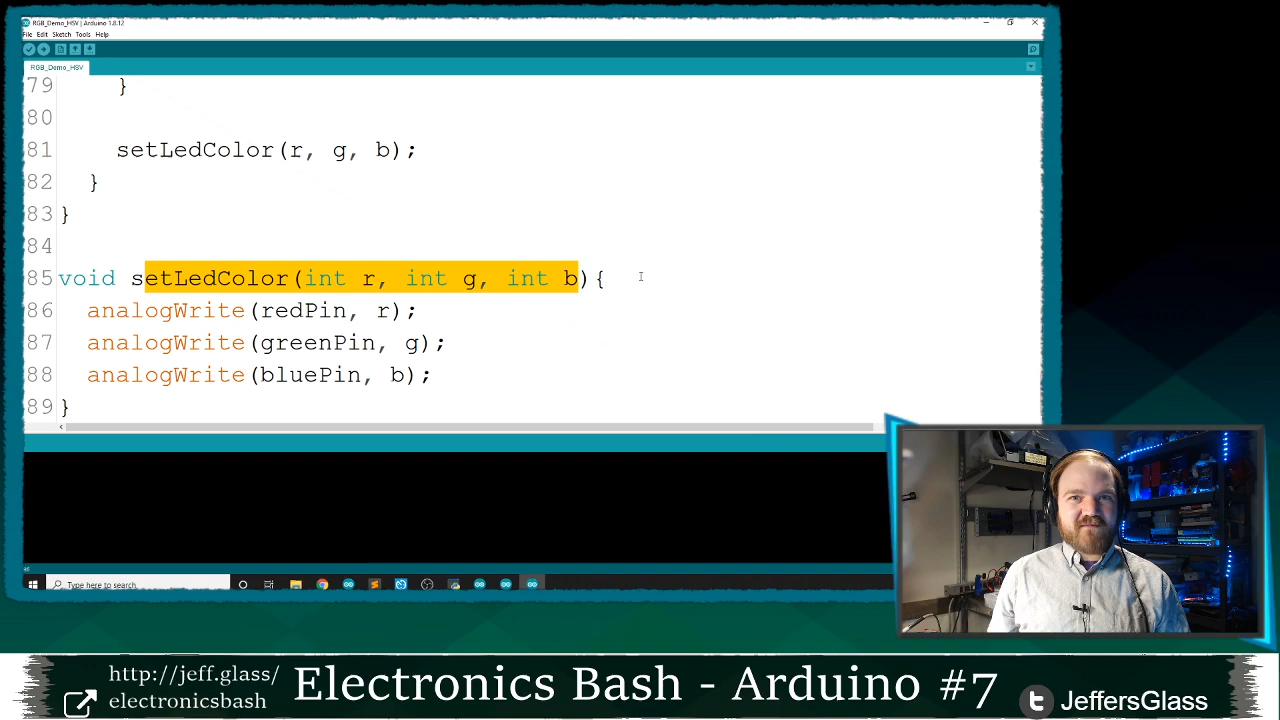 RGB_Demo_HSV | Arduino 1.8.12
File Edit Sketch Tools Help
RGB_Demo_HSV
79 }
80
81 setLedColor(r, g, b);
82 }
83 }
84
85 void setLedColor(int r, int g, int b){
86 analogWrite(redPin, r);
87 analogWrite(greenPin, g);
88 analogWrite(bluePin, b);
89 }
Type here to search
http://jeff.glass/
electronicsbash
Electronics Bash - Arduino #7
JeffersGlass